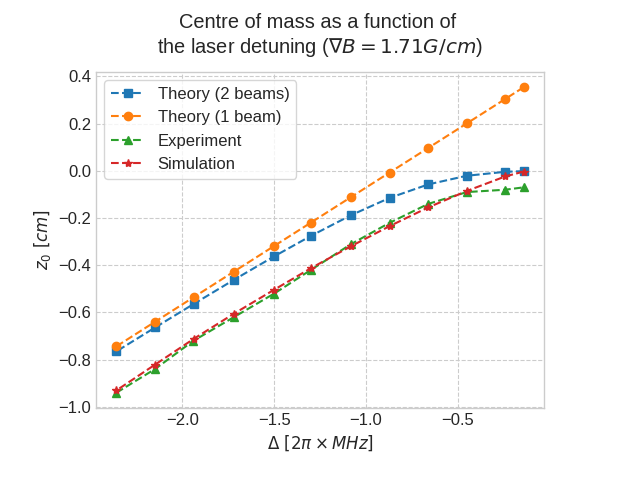 Centre of mass as a function of
the laser detuning (∇B = 1.71G/cm)
0.4
0.2
0.0
−0.2
−0.4
−0.6
−0.8
−1.0
z₀ [cm]
Theory (2 beams)
Theory (1 beam)
Experiment
Simulation
−2.0 −1.5 −1.0 −0.5
Δ [2π × MHz]